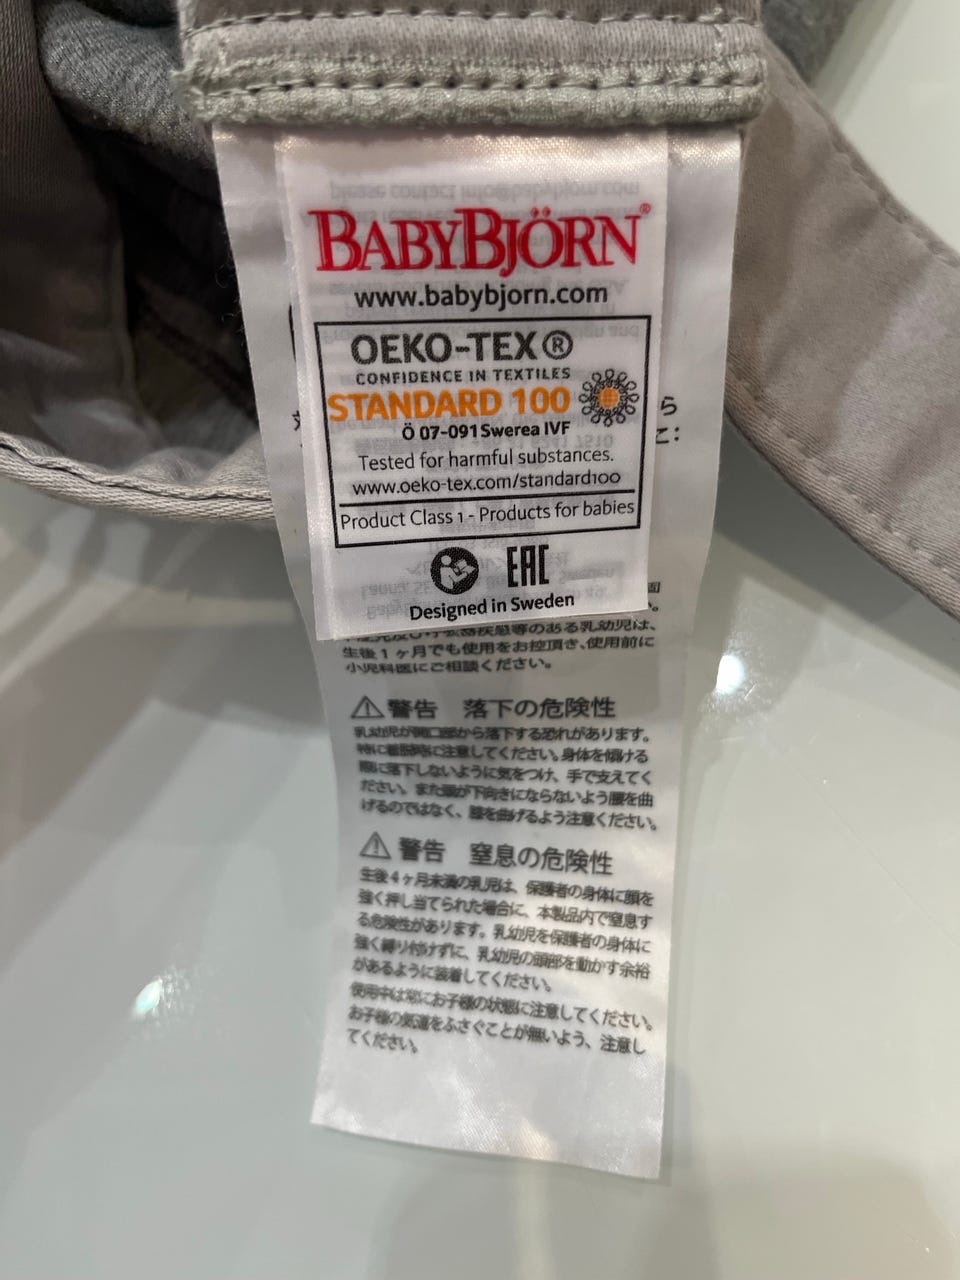 BABYBJÖRN®
www.babybjorn.com
OEKO-TEX®
CONFIDENCE IN TEXTILES
STANDARD 100
Ö 07-091 Swerea IVF
Tested for harmful substances.
www.oeko-tex.com/standard100
Product Class 1 - Products for babies
EAC
Designed in Sweden
疾患等のある乳幼児は、
生後1ヶ月でも使用をお控頂き、使用前に
小児科医にご相談ください。
⚠警告 落下の危険性
乳幼児が開口部から落下する恐れがあります。
特に着脱時に注意してください。身体を傾ける
際に落下しないように気をつけ、手で支えてく
ださい。また頭が下向きにならないよう腰を曲
げるのではなく、膝を曲げるよう注意ください。
⚠警告 窒息の危険性
生後4ヶ月未満の乳児は、保護者の身体に顔を
強く押し当てられた場合に、本製品内で窒息す
る危険性があります。乳幼児を保護者の身体に
強く縛り付けずに、乳幼児の頭部を動かす余裕
があるように装着してください。
使用中は常にお子様の状態に注意してください。
お子様の気道をふさぐことが無いよう、注意し
てください。